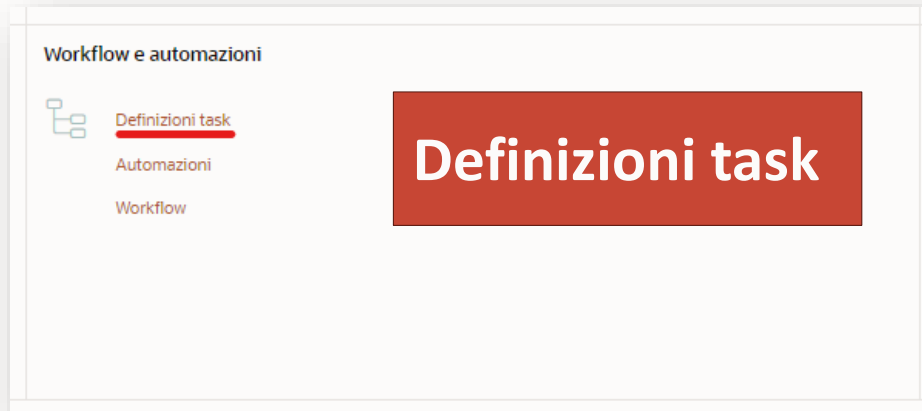 Workflow e automazioni
Definizioni task
Automazioni
Workflow
Definizioni task